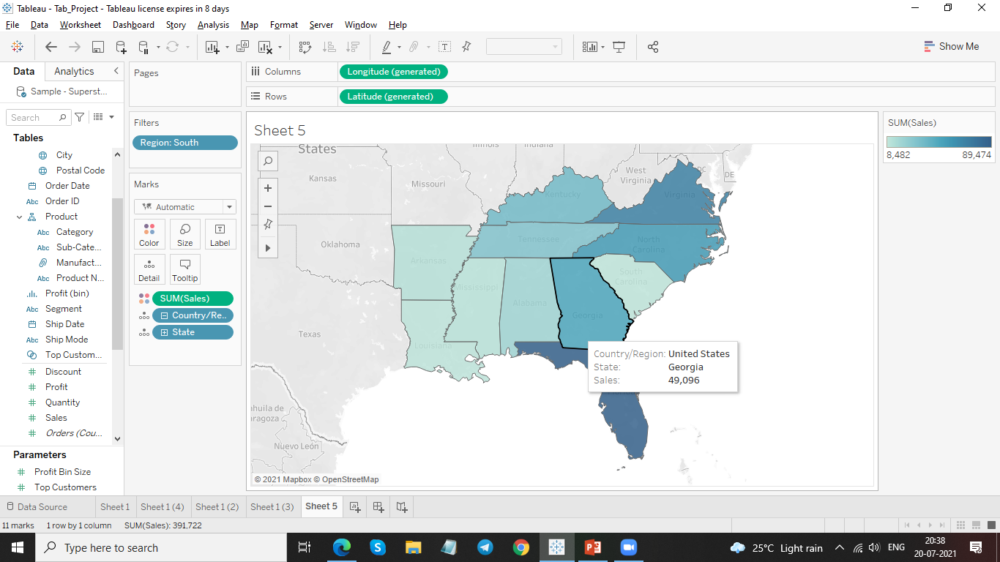 Tableau - Tab_Project - Tableau license expires in 8 days
File Data Worksheet Dashboard Story Analysis Map Format Server Window Help
Show Me
Data Analytics
Sample - Superst...
Search
Tables
City
Postal Code
Order Date
Abc Order ID
Product
Abc Category
Abc Sub-Cate...
Manufact...
Abc Product N...
Profit (bin)
Abc Segment
Ship Date
Abc Ship Mode
Top Custom...
Discount
Profit
Quantity
Sales
Orders (Cou...
Parameters
Profit Bin Size
Top Customers
Pages
Filters
Region: South
Marks
Automatic
Color Size Label
Detail Tooltip
SUM(Sales)
Country/Re..
State
Columns Longitude (generated)
Rows Latitude (generated)
Sheet 5
States
Illinois
Indiana
Kansas
Missouri
West
Virginia
DC
DE
Kentucky
Virginia
Oklahoma
Tennessee
North
Carolina
Arkansas
South
Carolina
Mississippi
Alabama
Georgia
Texas
Louisiana
Country/Region: United States
State: Georgia
Sales: 49,096
ahuila de
aragoza
Nuevo León
© 2021 Mapbox © OpenStreetMap
SUM(Sales)
8,482 89,474
Data Source Sheet 1 Sheet 1 (4) Sheet 1 (2) Sheet 1 (3) Sheet 5
11 marks 1 row by 1 column SUM(Sales): 391,722
Type here to search
25°C Light rain
ENG
20:38
20-07-2021